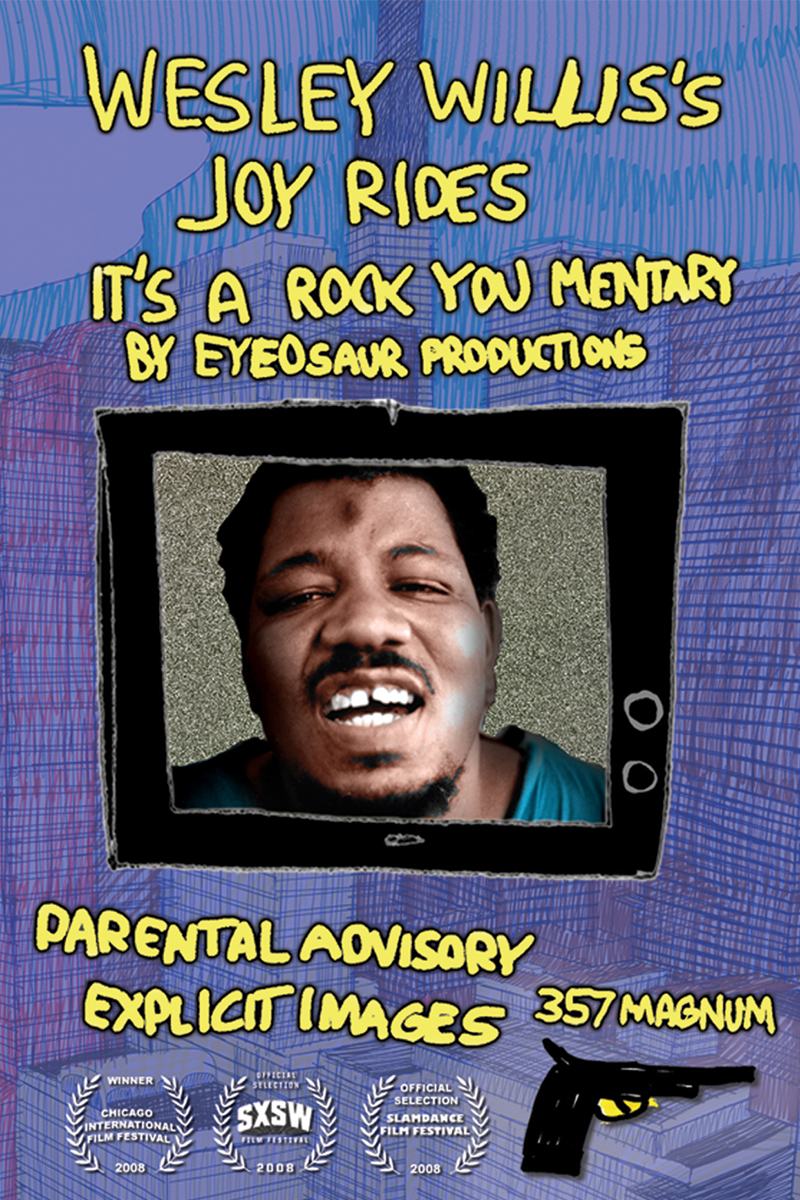 WESLEY WILLIS'S
JOY RIDES
IT'S A ROCK YOU MENTARY
BY EYEOSAUR PRODUCTIONS
PARENTAL ADVISORY
EXPLICIT IMAGES
357 MAGNUM
WINNER
CHICAGO
INTERNATIONAL
FILM FESTIVAL
2008
OFFICIAL
SELECTION
SXSW
FILM FESTIVAL
2008
OFFICIAL
SELECTION
SLAMDANCE
FILM FESTIVAL
2008